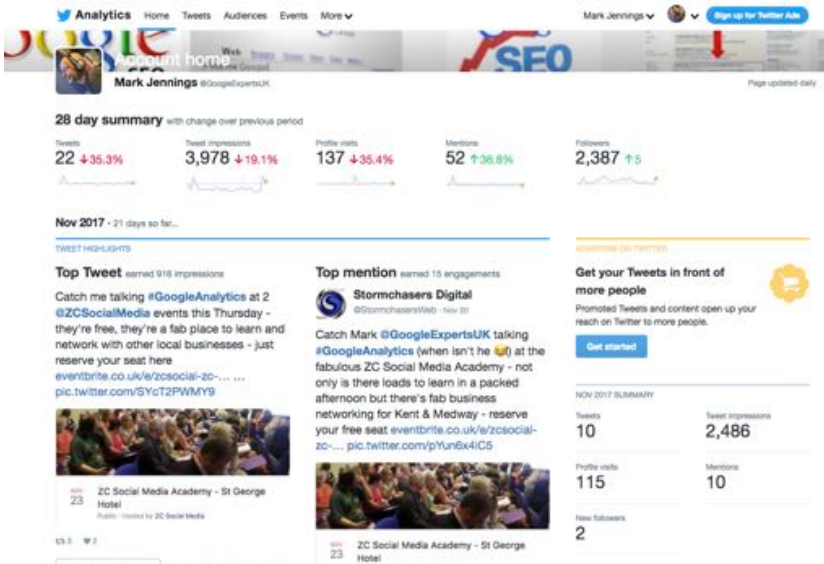 Analytics Home Tweets Audiences Events More
Mark Jennings
Sign up for Twitter Ads
Google
SEO
Web
SEO
Account home
Mark Jennings @GoogleExpertsUK
Page updated daily
28 day summary with change over previous period
Tweets
22 ↓35.3%
Tweet impressions
3,978 ↓19.1%
Profile visits
137 ↓35.4%
Mentions
52 ↑36.8%
Followers
2,387 ↑5
Nov 2017 • 21 days so far...
TWEET HIGHLIGHTS
Top Tweet earned 916 impressions
Catch me talking #GoogleAnalytics at 2
@ZCSocialMedia events this Thursday -
they're free, they're a fab place to learn and
network with other local businesses - just
reserve your seat here
eventbrite.co.uk/e/zcsocial-zc-... ...
pic.twitter.com/SYcT2PWMY9
NOV
23
ZC Social Media Academy - St George
Hotel
Public · Hosted by ZC Social Media
3 2
Top mention earned 15 engagements
Stormchasers Digital
@StormchasersWeb · Nov 20
Catch Mark @GoogleExpertsUK talking
#GoogleAnalytics (when isn't he 😂) at the
fabulous ZC Social Media Academy - not
only is there loads to learn in a packed
afternoon but there's fab business
networking for Kent & Medway - reserve
your free seat eventbrite.co.uk/e/zcsocial-
zc-... pic.twitter.com/pYun6x4iC5
NOV
23
ZC Social Media Academy - St George
Hotel
ADVERTISE ON TWITTER
Get your Tweets in front of
more people
Promoted Tweets and content open up your
reach on Twitter to more people.
Get started
NOV 2017 SUMMARY
Tweets
10
Tweet impressions
2,486
Profile visits
115
Mentions
10
New followers
2